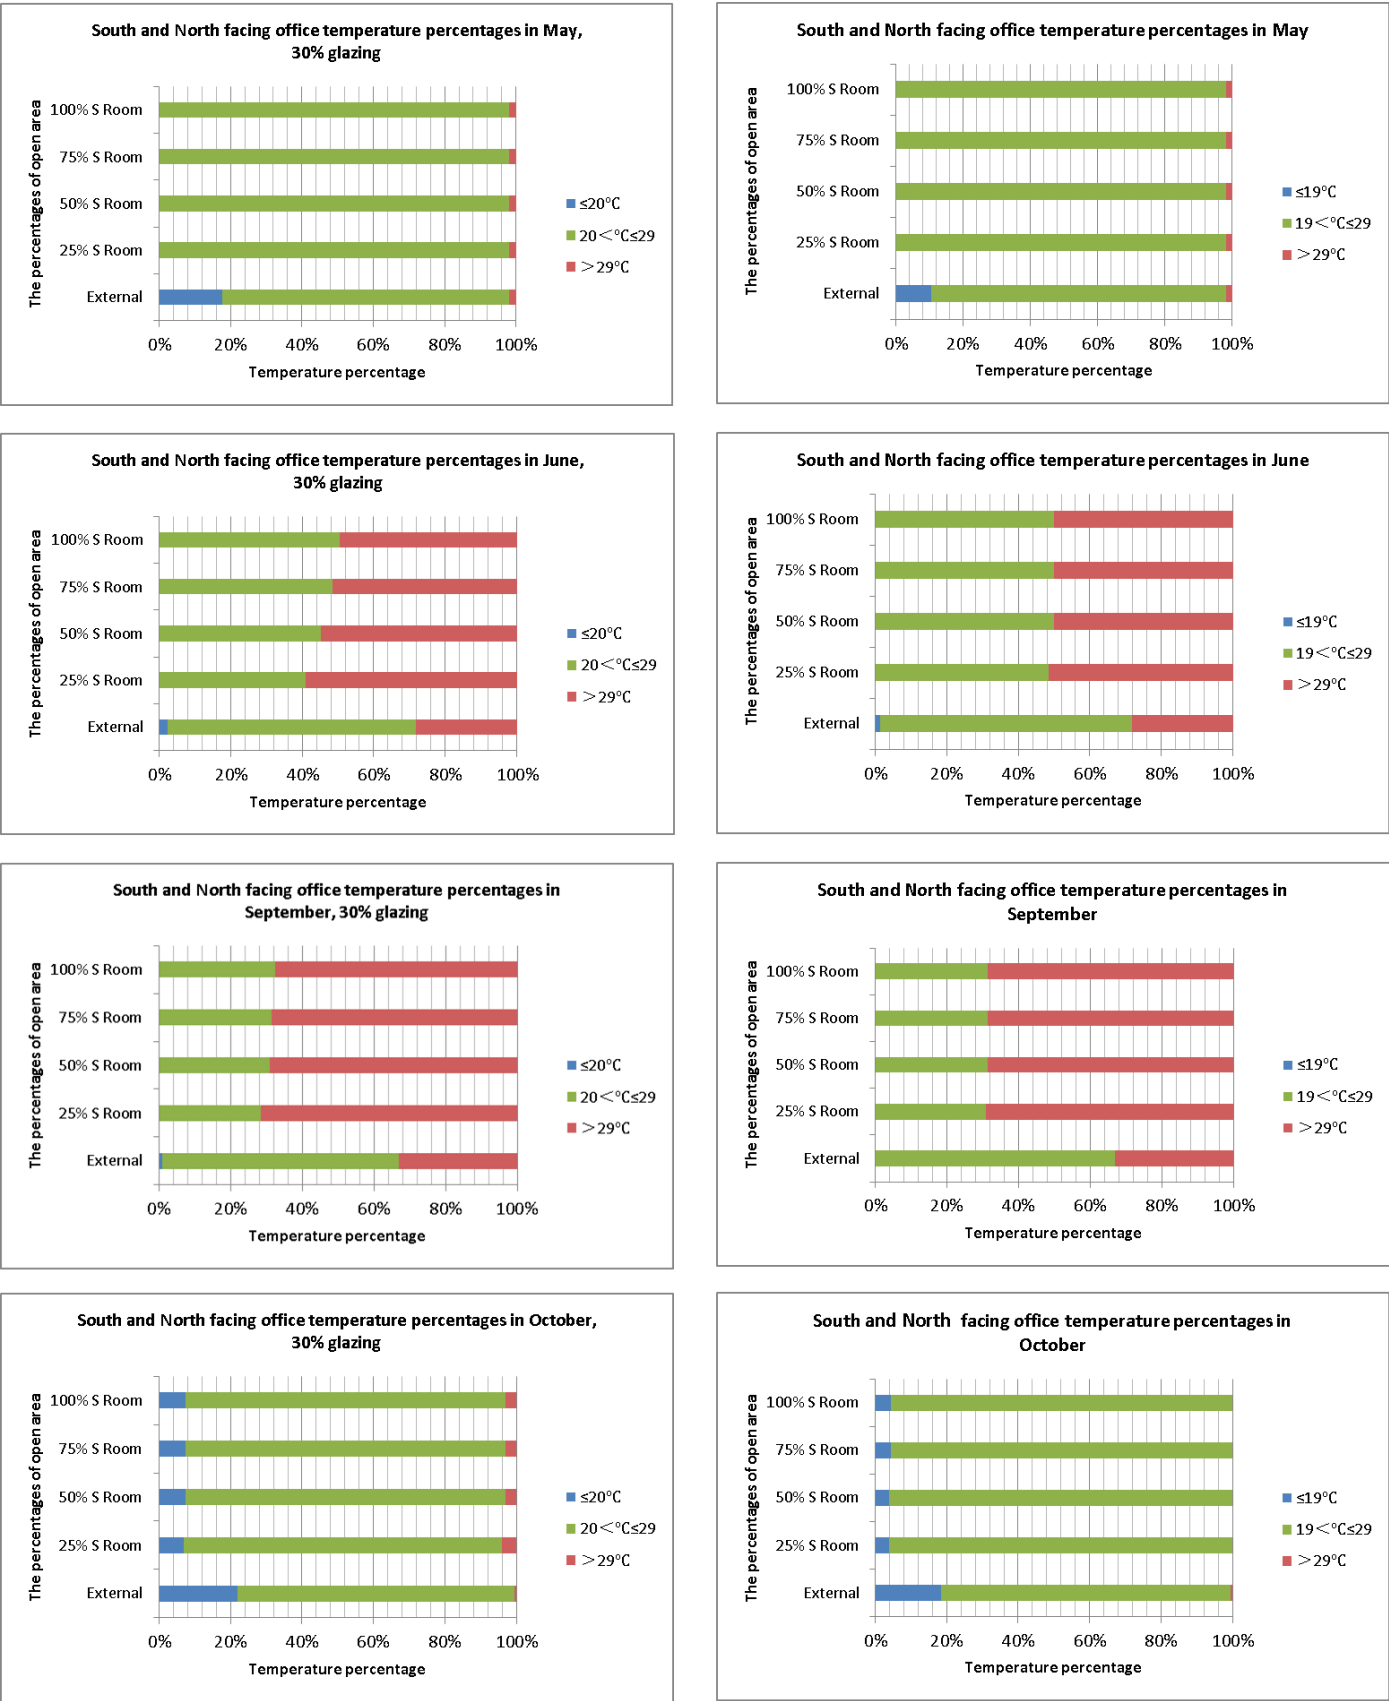 South and North facing office temperature percentages in May,
30% glazing
The percentages of open area
100% S Room
75% S Room
50% S Room
25% S Room
External
0% 20% 40% 60% 80% 100%
Temperature percentage
≤20°C
20＜°C≤29
＞29°C
South and North facing office temperature percentages in May
The percentages of open area
100% S Room
75% S Room
50% S Room
25% S Room
External
0% 20% 40% 60% 80% 100%
Temperature percentage
≤19°C
19＜°C≤29
＞29°C
South and North facing office temperature percentages in June,
30% glazing
The percentages of open area
100% S Room
75% S Room
50% S Room
25% S Room
External
0% 20% 40% 60% 80% 100%
Temperature percentage
≤20°C
20＜°C≤29
＞29°C
South and North facing office temperature percentages in June
The percentages of open area
100% S Room
75% S Room
50% S Room
25% S Room
External
0% 20% 40% 60% 80% 100%
Temperature percentage
≤19°C
19＜°C≤29
＞29°C
South and North facing office temperature percentages in
September, 30% glazing
The percentages of open area
100% S Room
75% S Room
50% S Room
25% S Room
External
0% 20% 40% 60% 80% 100%
Temperature percentage
≤20°C
20＜°C≤29
＞29°C
South and North facing office temperature percentages in
September
The percentages of open area
100% S Room
75% S Room
50% S Room
25% S Room
External
0% 20% 40% 60% 80% 100%
Temperature percentage
≤19°C
19＜°C≤29
＞29°C
South and North facing office temperature percentages in October,
30% glazing
The percentages of open area
100% S Room
75% S Room
50% S Room
25% S Room
External
0% 20% 40% 60% 80% 100%
Temperature percentage
≤20°C
20＜°C≤29
＞29°C
South and North facing office temperature percentages in
October
The percentages of open area
100% S Room
75% S Room
50% S Room
25% S Room
External
0% 20% 40% 60% 80% 100%
Temperature percentage
≤19°C
19＜°C≤29
＞29°C